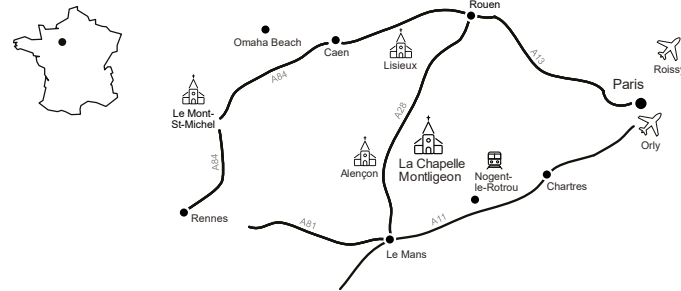 Rouen
Omaha Beach
Caen
Lisieux
A13
Roissy
A84
Paris
Le Mont-
St-Michel
A28
Orly
A84
Alençon
La Chapelle
Montligeon
Nogent-
le-Rotrou
Chartres
Rennes
A81
A11
Le Mans